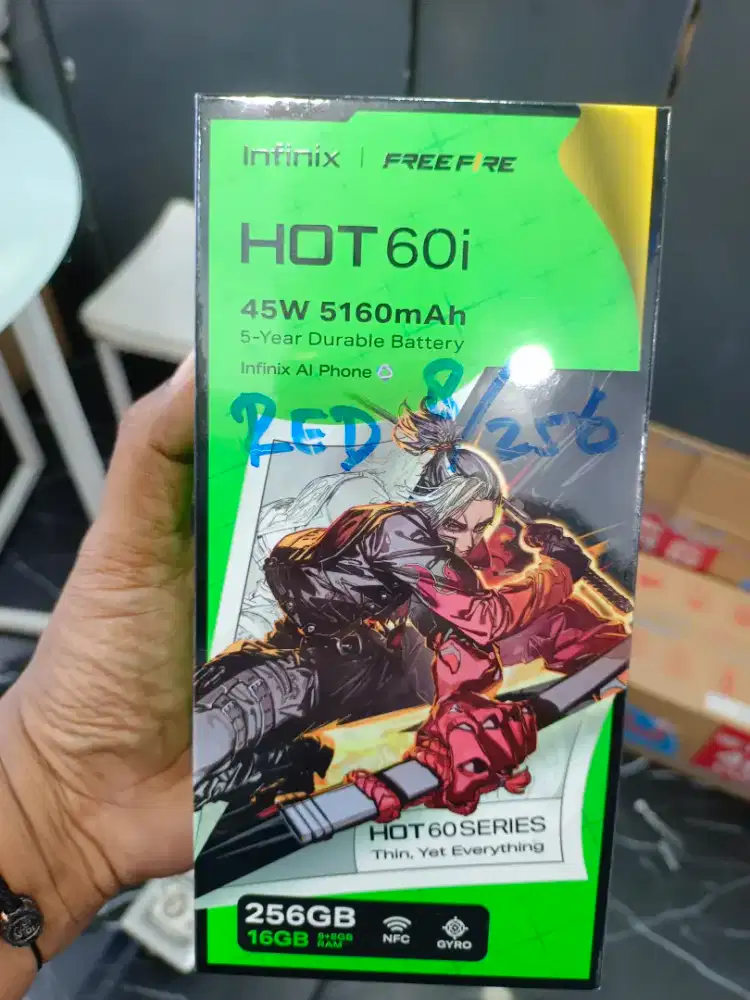 Infinix | FREE FIRE
HOT 60i
45W 5160mAh
5-Year Durable Battery
Infinix AI Phone
RED 8/256
HOT 60 SERIES
Thin, Yet Everything
256GB
16GB 8+8GB RAM
NFC
GYRO